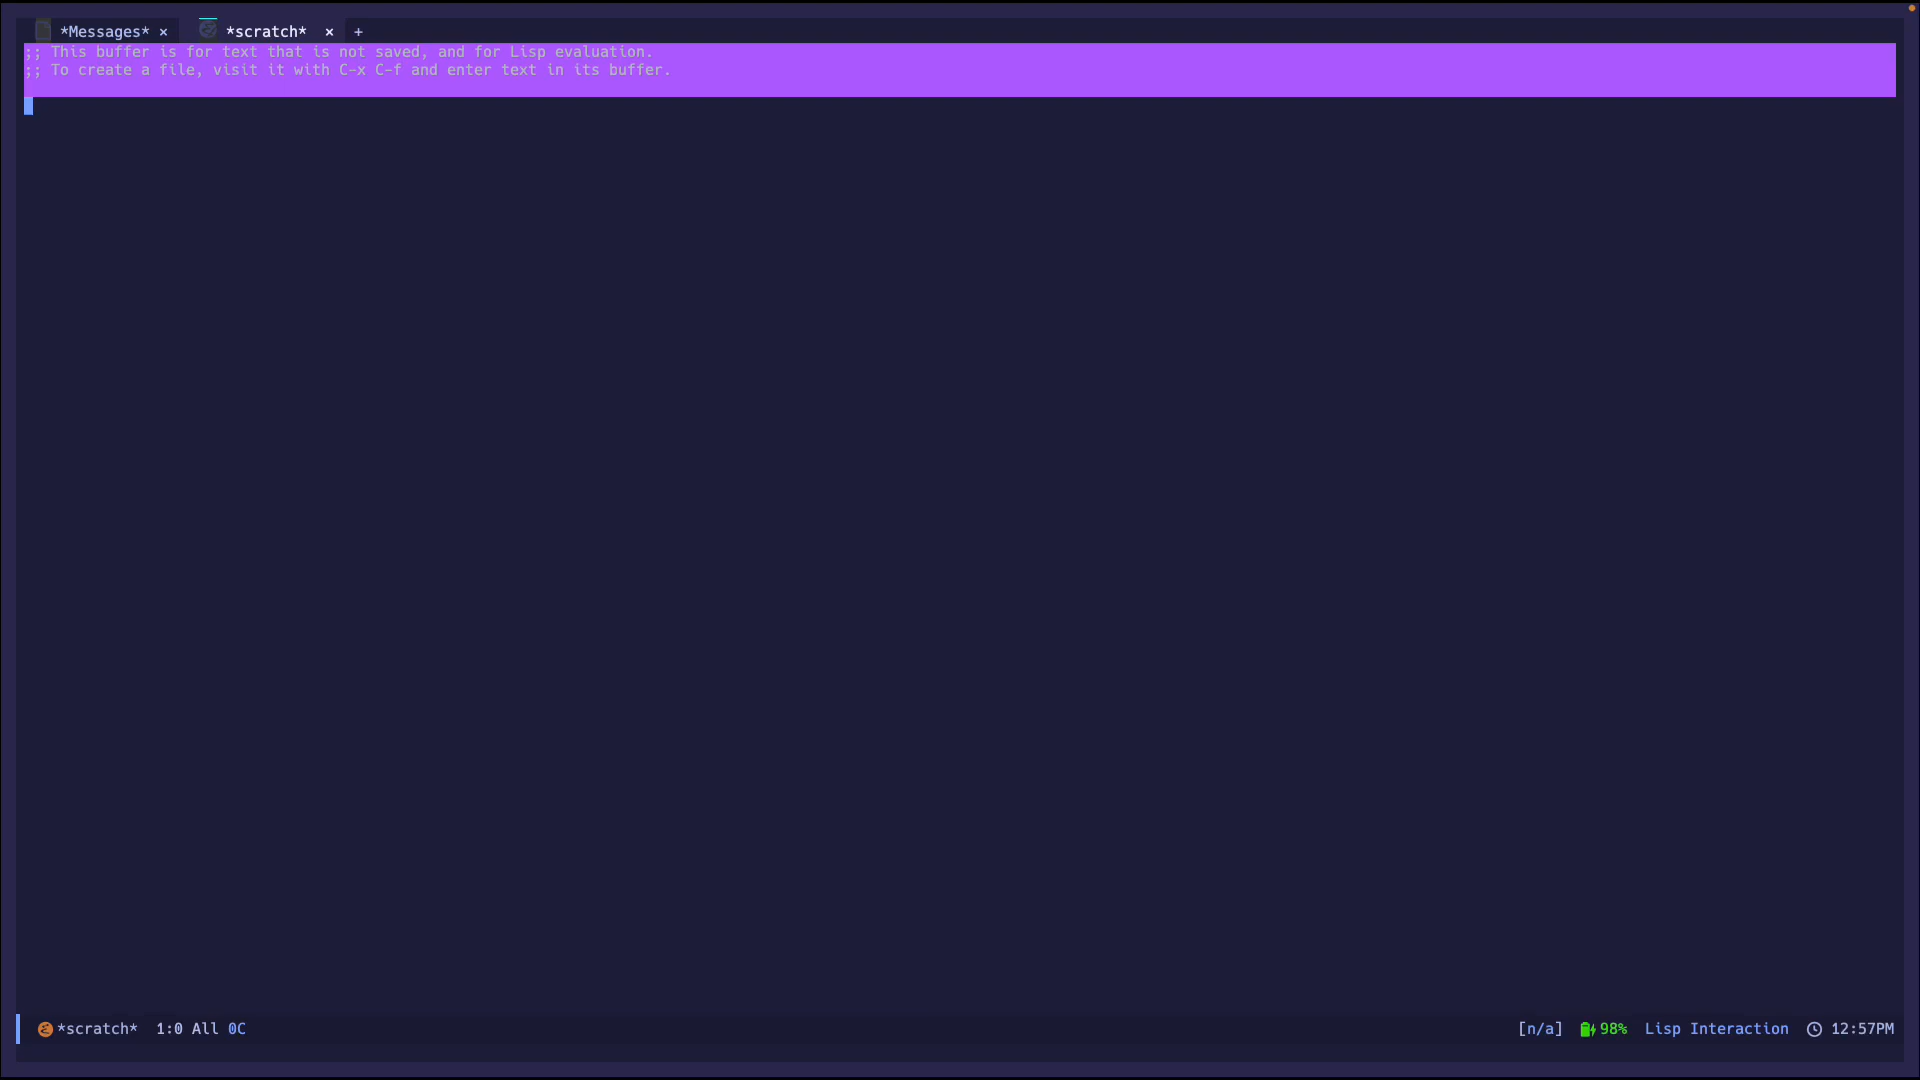 *Messages* × *scratch* × +
;; This buffer is for text that is not saved, and for Lisp evaluation.
;; To create a file, visit it with C-x C-f and enter text in its buffer.
*scratch* 1:0 All 0C [n/a] 98% Lisp Interaction 12:57PM